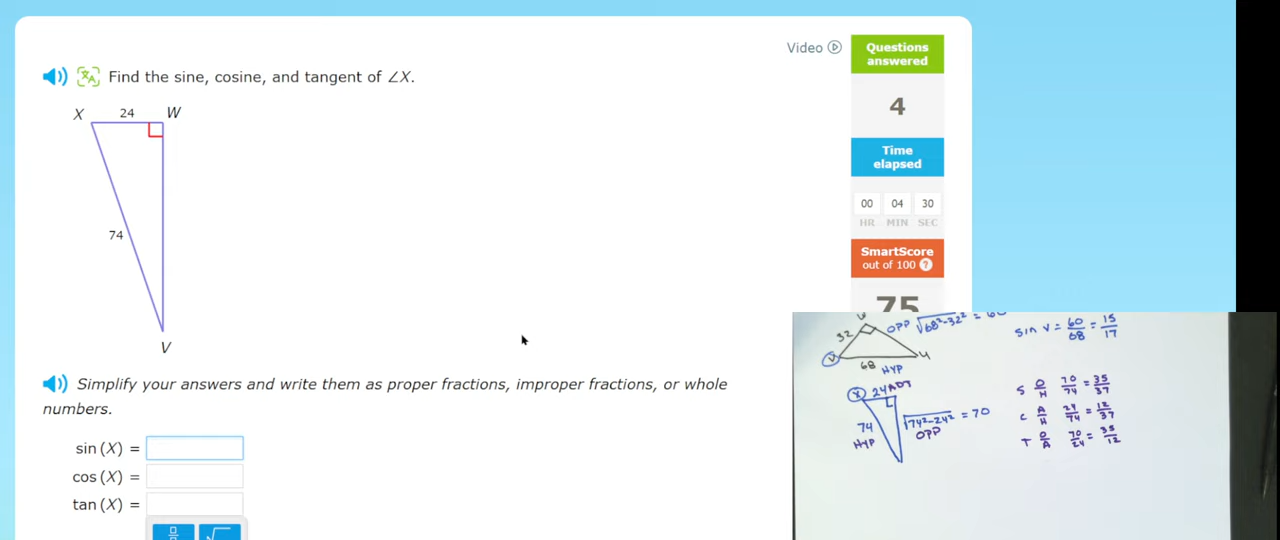 Video
Questions answered
4
Find the sine, cosine, and tangent of ∠X.
X 24 W
74
V
Time elapsed
00 04 30
HR MIN SEC
SmartScore
out of 100 ?
75
Simplify your answers and write them as proper fractions, improper fractions, or whole
numbers.
sin (X) =
cos (X) =
tan (X) =
32 OPP √68²-32² = 60
V 68 U
HYP
sin V = 60/68 = 15/17
X 24 ADJ
74 √74²-24² = 70
HYP OPP
S O/H 70/74 = 35/37
C A/H 24/74 = 12/37
T O/A 70/24 = 35/12